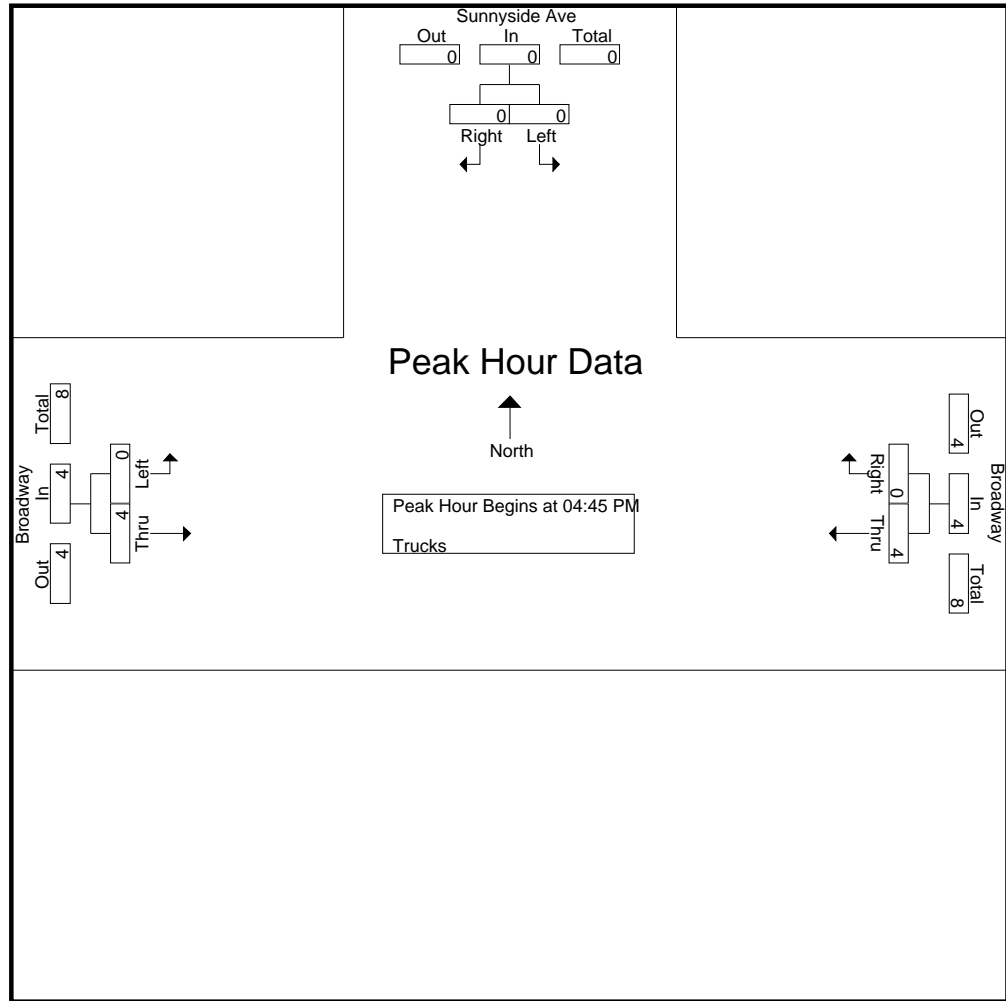 Sunnyside Ave
Out In Total
0 0 0
0 0
Right Left
Peak Hour Data
North
Peak Hour Begins at 04:45 PM
Trucks
Broadway
Out In Total
4 4 8
Left Thru
0 4
Broadway
Out In Total
4 4 8
Right Thru
0 4